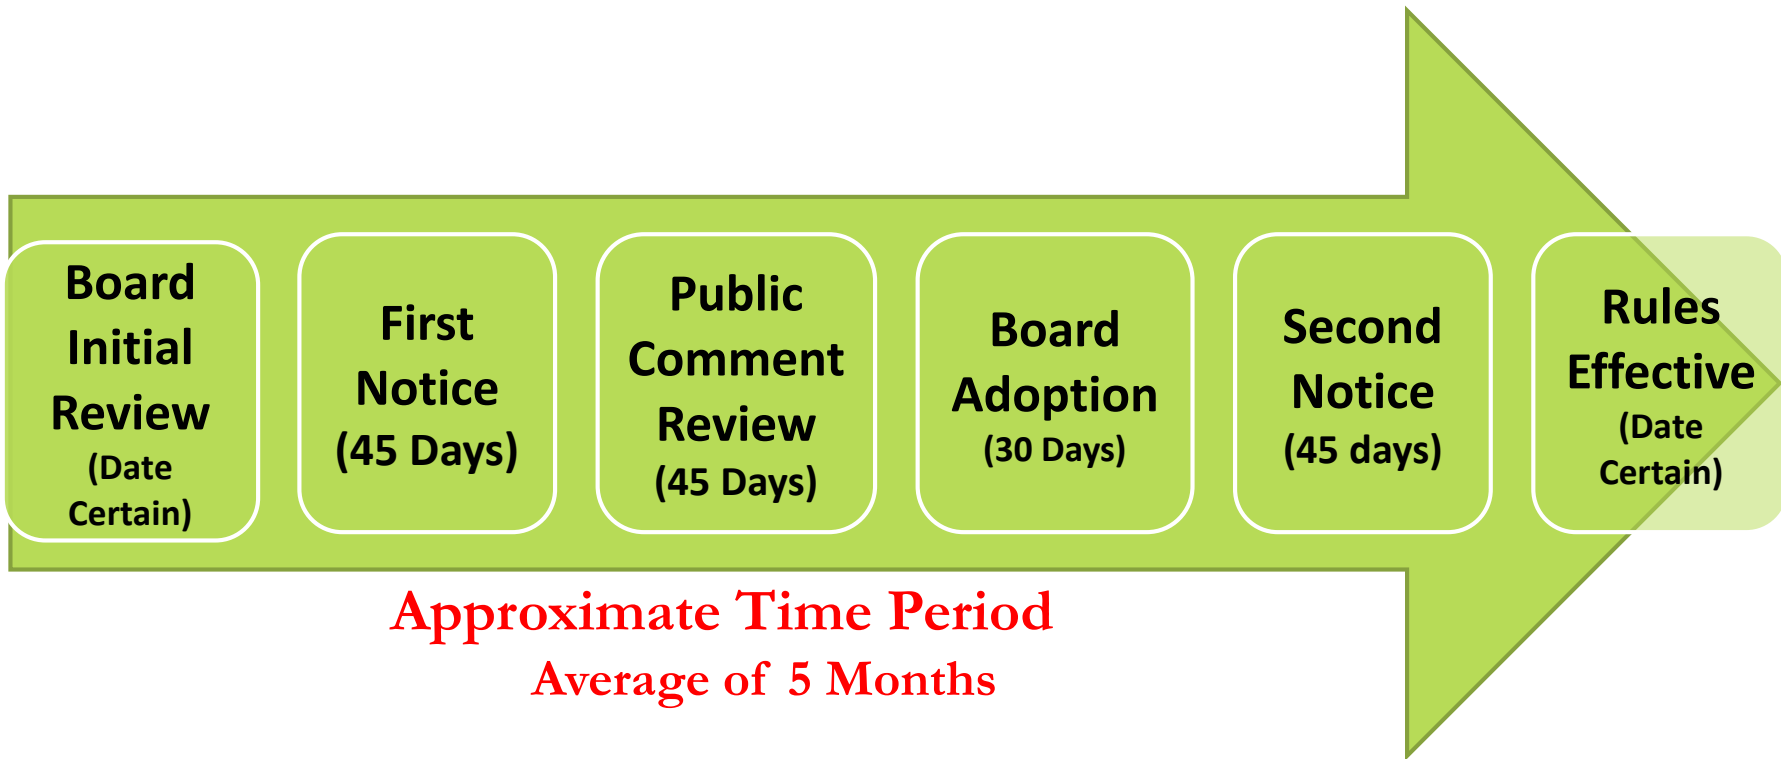 Board
Initial
Review
(Date
Certain)
First
Notice
(45 Days)
Public
Comment
Review
(45 Days)
Board
Adoption
(30 Days)
Second
Notice
(45 days)
Rules
Effective
(Date
Certain)
Approximate Time Period
Average of 5 Months